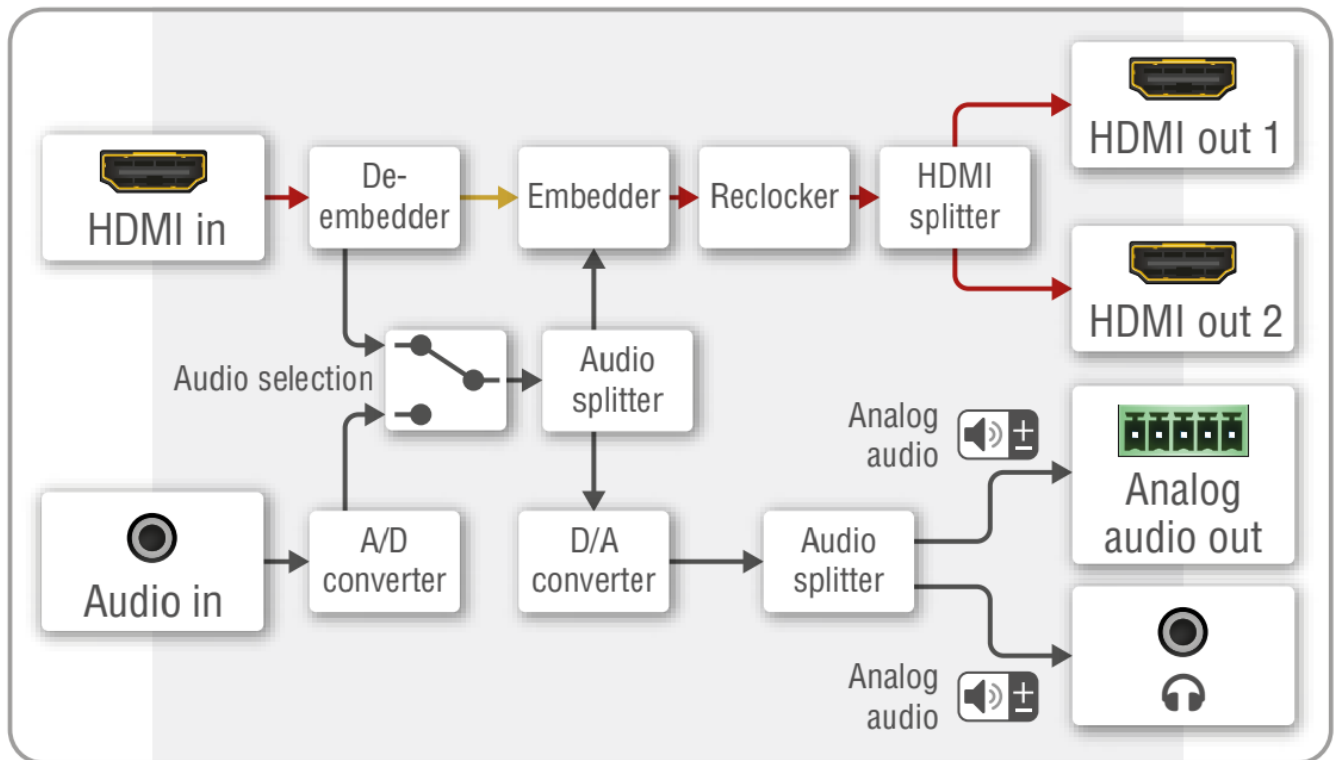 HDMI out 1
HDMI in
De-
embedder
Embedder
Reclocker
HDMI
splitter
HDMI out 2
Audio selection
Audio
splitter
Analog
audio
Analog
audio out
Audio in
A/D
converter
D/A
converter
Audio
splitter
Analog
audio